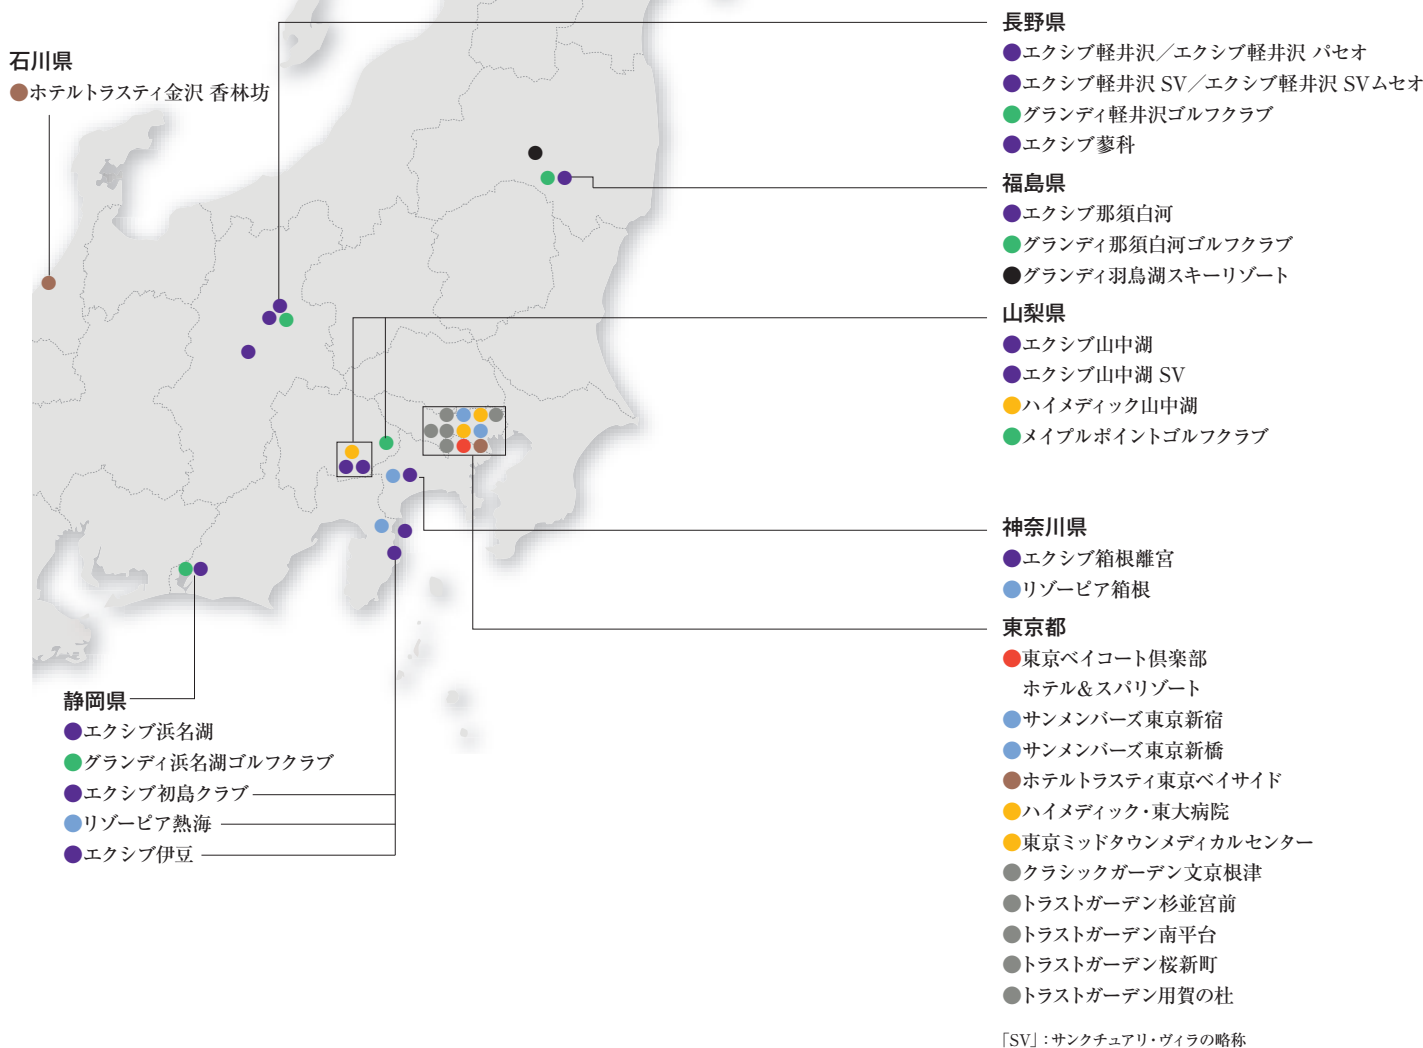 石川県
●ホテルトラスティ金沢 香林坊
長野県
●エクシブ軽井沢／エクシブ軽井沢 パセオ
●エクシブ軽井沢 SV／エクシブ軽井沢 SVムセオ
●グランディ軽井沢ゴルフクラブ
●エクシブ蓼科
福島県
●エクシブ那須白河
●グランディ那須白河ゴルフクラブ
●グランディ羽鳥湖スキーリゾート
山梨県
●エクシブ山中湖
●エクシブ山中湖 SV
●ハイメディック山中湖
●メイプルポイントゴルフクラブ
神奈川県
●エクシブ箱根離宮
●リゾーピア箱根
東京都
●東京ベイコート倶楽部
ホテル&スパリゾート
●サンメンバーズ東京新宿
●サンメンバーズ東京新橋
●ホテルトラスティ東京ベイサイド
●ハイメディック・東大病院
●東京ミッドタウンメディカルセンター
●クラシックガーデン文京根津
●トラストガーデン杉並宮前
●トラストガーデン南平台
●トラストガーデン桜新町
●トラストガーデン用賀の杜
静岡県
●エクシブ浜名湖
●グランディ浜名湖ゴルフクラブ
●エクシブ初島クラブ
●リゾーピア熱海
●エクシブ伊豆
「SV」：サンクチュアリ・ヴィラの略称